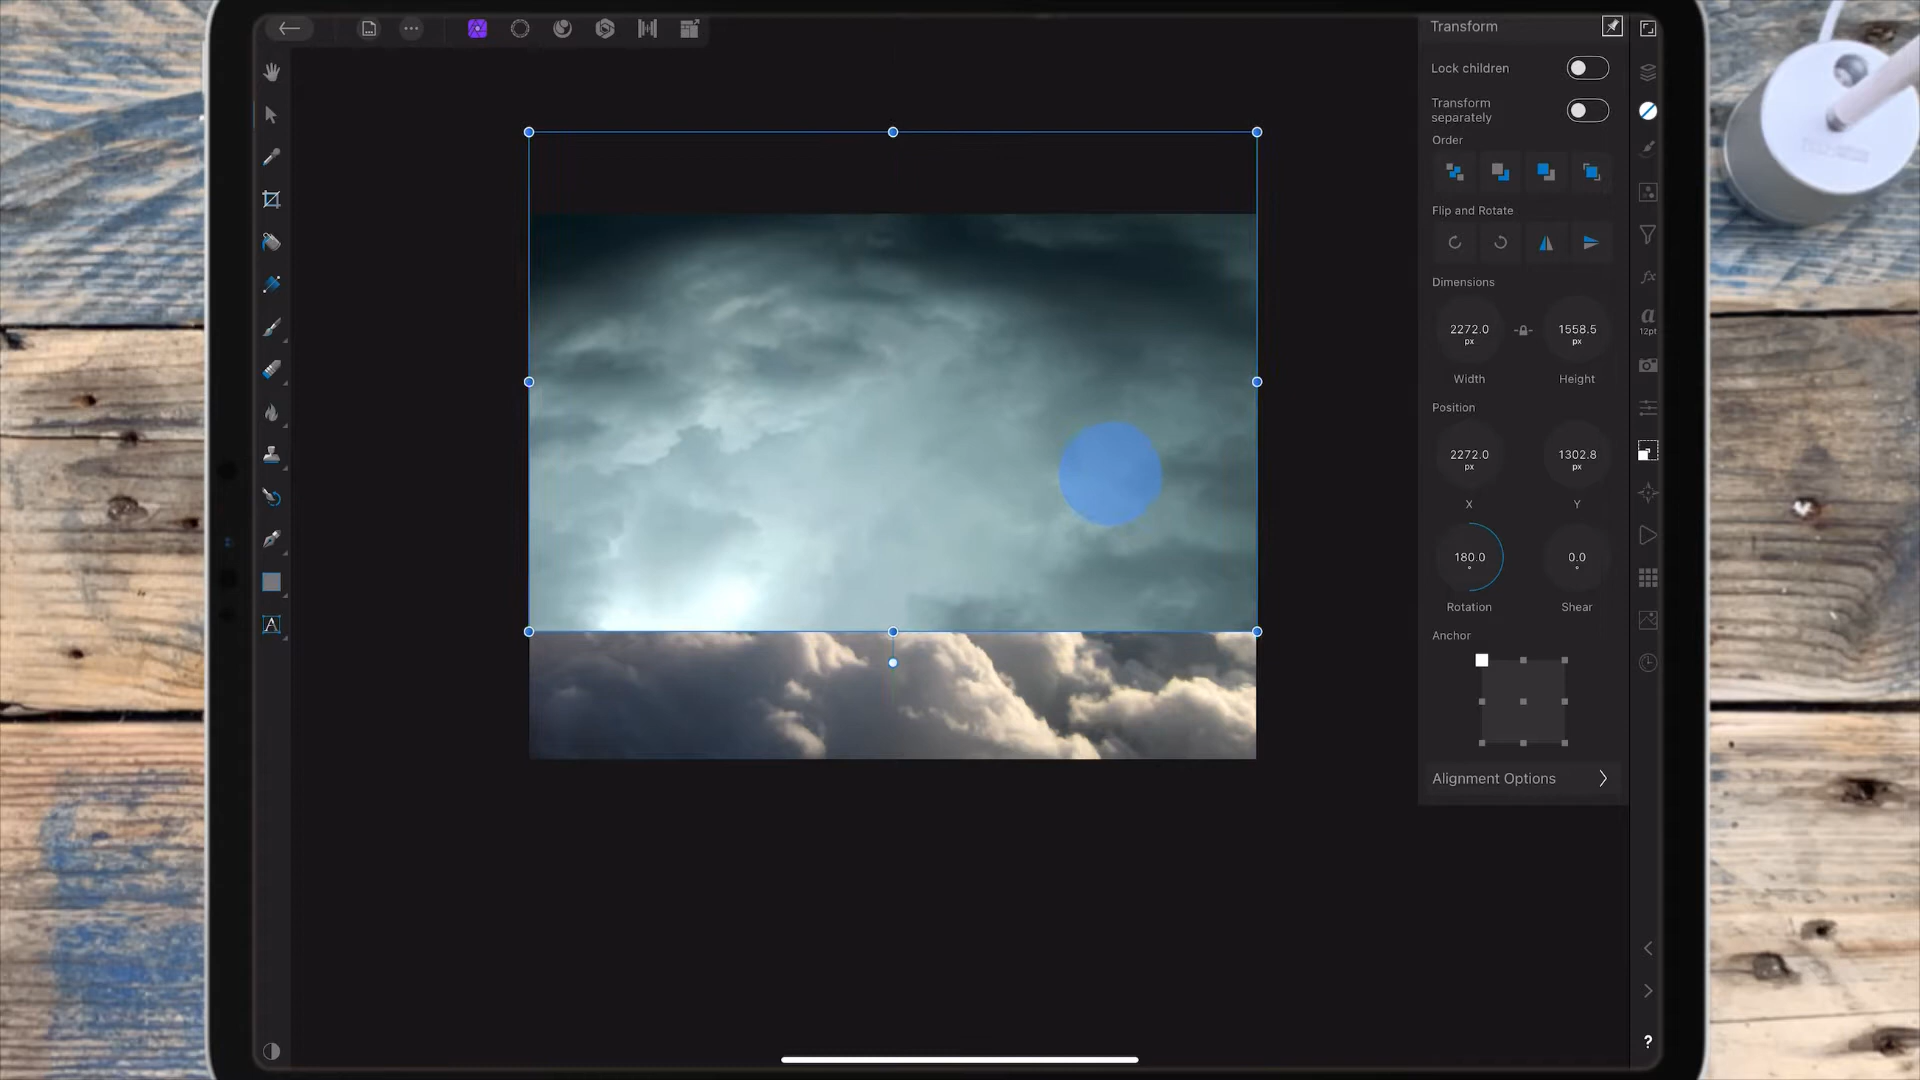 Transform
Lock children
Transform
separately
Order
Flip and Rotate
Dimensions
2272.0
px
1558.5
px
Width
Height
Position
2272.0
px
1302.8
px
X
Y
180.0
°
0.0
°
Rotation
Shear
Anchor
Alignment Options
fx
a
12pt
A
?